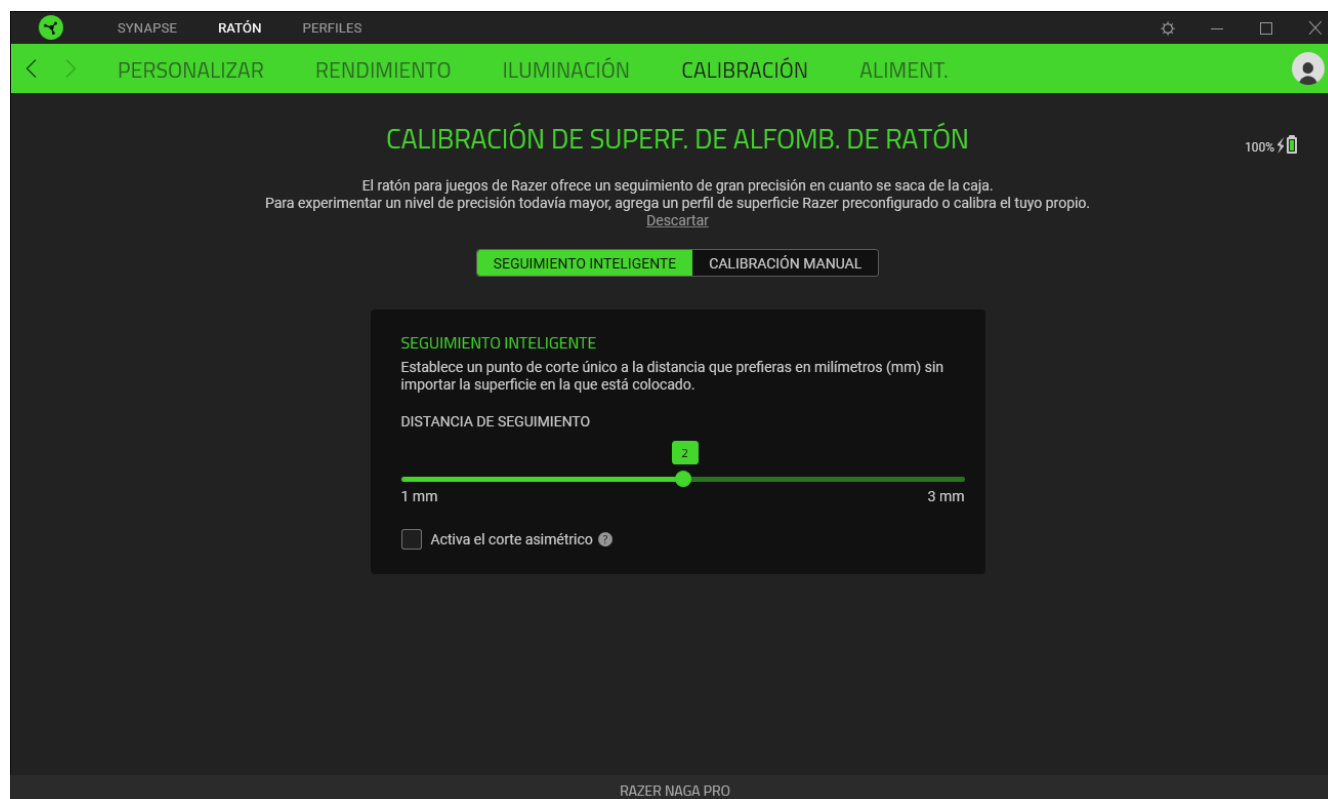 SYNAPSE RATÓN PERFILES
PERSONALIZAR RENDIMIENTO ILUMINACIÓN CALIBRACIÓN ALIMENT.
CALIBRACIÓN DE SUPERF. DE ALFOMB. DE RATÓN
100%
El ratón para juegos de Razer ofrece un seguimiento de gran precisión en cuanto se saca de la caja.
Para experimentar un nivel de precisión todavía mayor, agrega un perfil de superficie Razer preconfigurado o calibra el tuyo propio.
Descartar
SEGUIMIENTO INTELIGENTE CALIBRACIÓN MANUAL
SEGUIMIENTO INTELIGENTE
Establece un punto de corte único a la distancia que prefieras en milímetros (mm) sin
importar la superficie en la que está colocado.
DISTANCIA DE SEGUIMIENTO
2
1 mm 3 mm
Activa el corte asimétrico ?
RAZER NAGA PRO